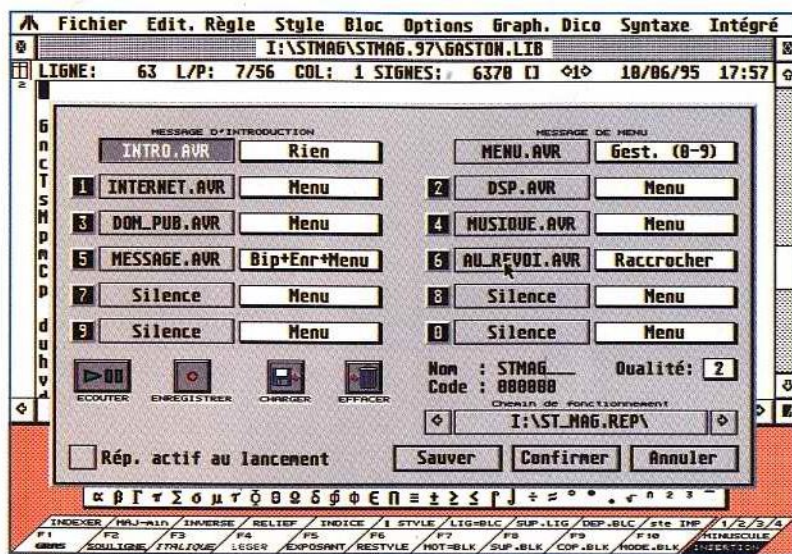 Fichier Edit. Règle Style Bloc Options Graph. Dico Syntaxe Intégré
I:\STMAG\STMAG.97\GASTON.LIB
LIGNE: 63 L/P: 7/56 COL: 1 SIGNES: 6370 [] ◇1◇ 18/06/95 17:57
MESSAGE D'INTRODUCTION MESSAGE DE MENU
INTRO.AVR Rien MENU.AVR Gest. (0-9)
1 INTERNET.AVR Menu 2 DSP.AVR Menu
3 DOM_PUB.AVR Menu 4 MUSIQUE.AVR Menu
5 MESSAGE.AVR Bip+Enr+Menu 6 AU_REVOI.AVR Raccrocher
7 Silence Menu 8 Silence Menu
9 Silence Menu 0 Silence Menu
ECOUTER ENREGISTRER CHARGER EFFACER
Nom : STMAG___ Qualité: 2
Code : 000000
Chemin de fonctionnement
I:\ST_MAG.REP\
Rép. actif au lancement Sauver Confirmer Annuler
α β Γ π Σ σ µ τ Φ Θ Ω δ ∮ φ ∈ ∩ ≡ ± ≥ ≤ ⌠ ⌡ ÷ ≈ ° • · √ ⁿ ² ³ ¯
INDEXER MAJ-min INVERSE RELIEF INDICE 1 STYLE LIG=BLC SUP.LIG DEP.BLC ste IMP 1/2/3/4
F1 F2 F3 F4 F5 F6 F7 F8 F9 F10 MINUSCULE
GRAS SOULIGNE ITALIQUE LEGER EXPOSANT RESTYLE MOT=BLK SUP.BLK COP.BLK MODE.BLK INSERTION